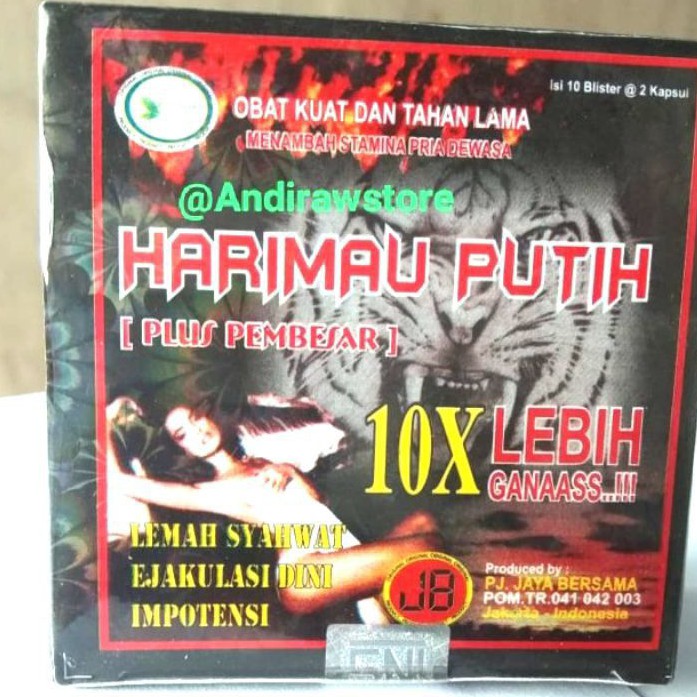 Isi 10 Blister @ 2 Kapsul
OBAT KUAT DAN TAHAN LAMA
MENAMBAH STAMINA PRIA DEWASA
@Andirawstore
HARIMAU PUTIH
[ PLUS PEMBESAR ]
10X LEBIH
GANAASS..!!!
LEMAH SYAHWAT
EJAKULASI DINI
IMPOTENSI
JB
Produced by :
PJ. JAYA BERSAMA
POM.TR.041 042 003
Jakarta - Indonesia